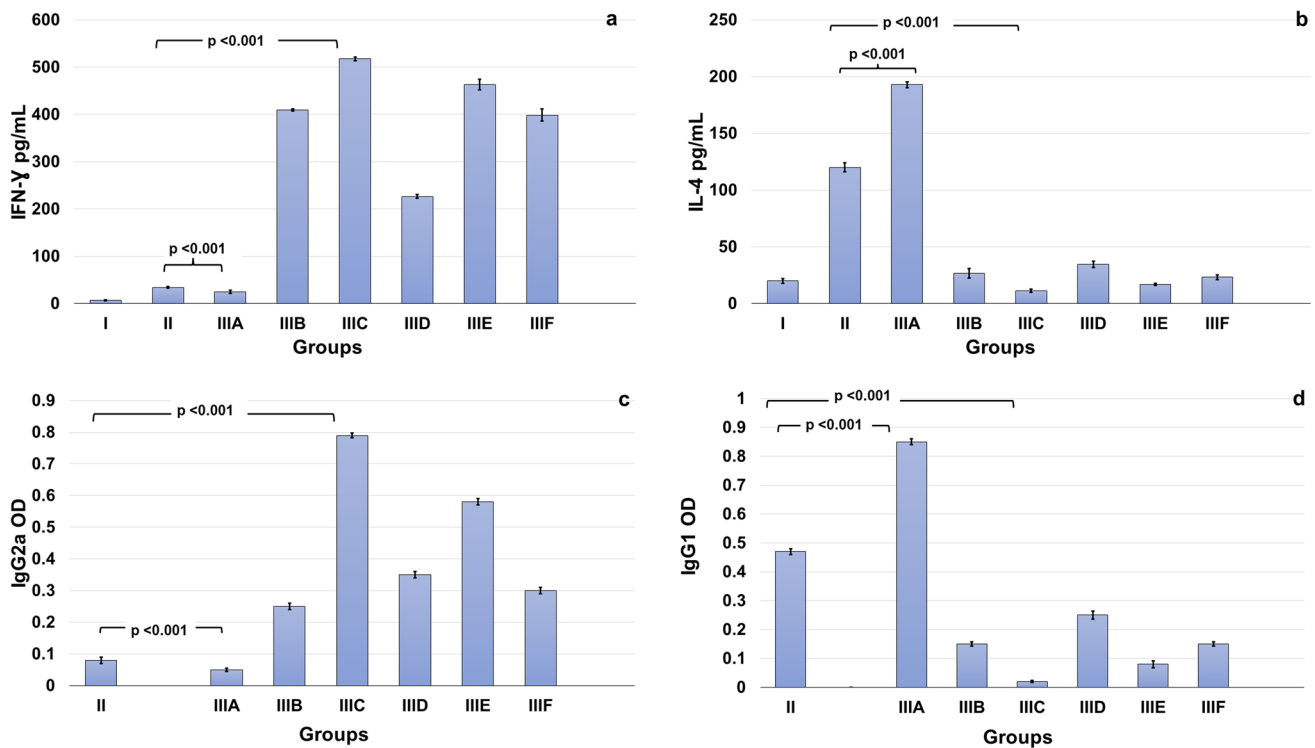 a
IFN-Ɣ pg/mL
600
500
400
300
200
100
0
p <0.001
p <0.001
I II IIIA IIIB IIIC IIID IIIE IIIF
Groups
b
IL-4 pg/mL
250
200
150
100
50
0
p <0.001
p <0.001
I II IIIA IIIB IIIC IIID IIIE IIIF
Groups
c
IgG2a OD
0.9
0.8
0.7
0.6
0.5
0.4
0.3
0.2
0.1
0
p <0.001
p <0.001
II IIIA IIIB IIIC IIID IIIE IIIF
Groups
d
IgG1 OD
1
0.9
0.8
0.7
0.6
0.5
0.4
0.3
0.2
0.1
0
p <0.001
p <0.001
II IIIA IIIB IIIC IIID IIIE IIIF
Groups